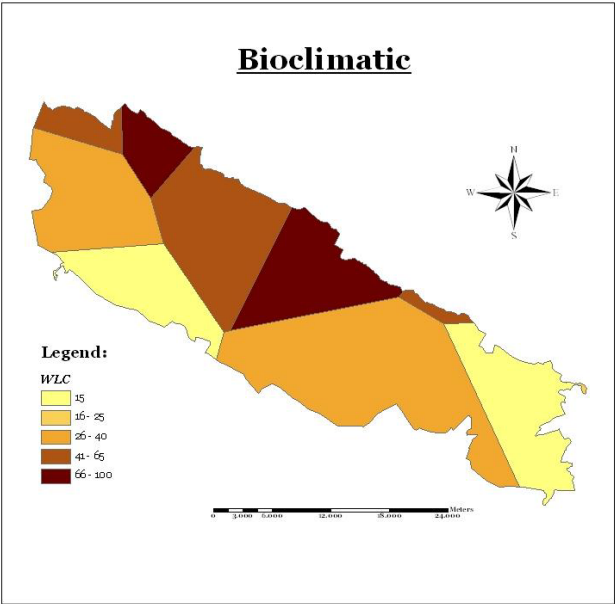 Bioclimatic
N
W E
S
Legend:
WLC
15
16 - 25
26 - 40
41 - 65
66 - 100
Meters
0 3.000 6.000 12.000 18.000 24.000